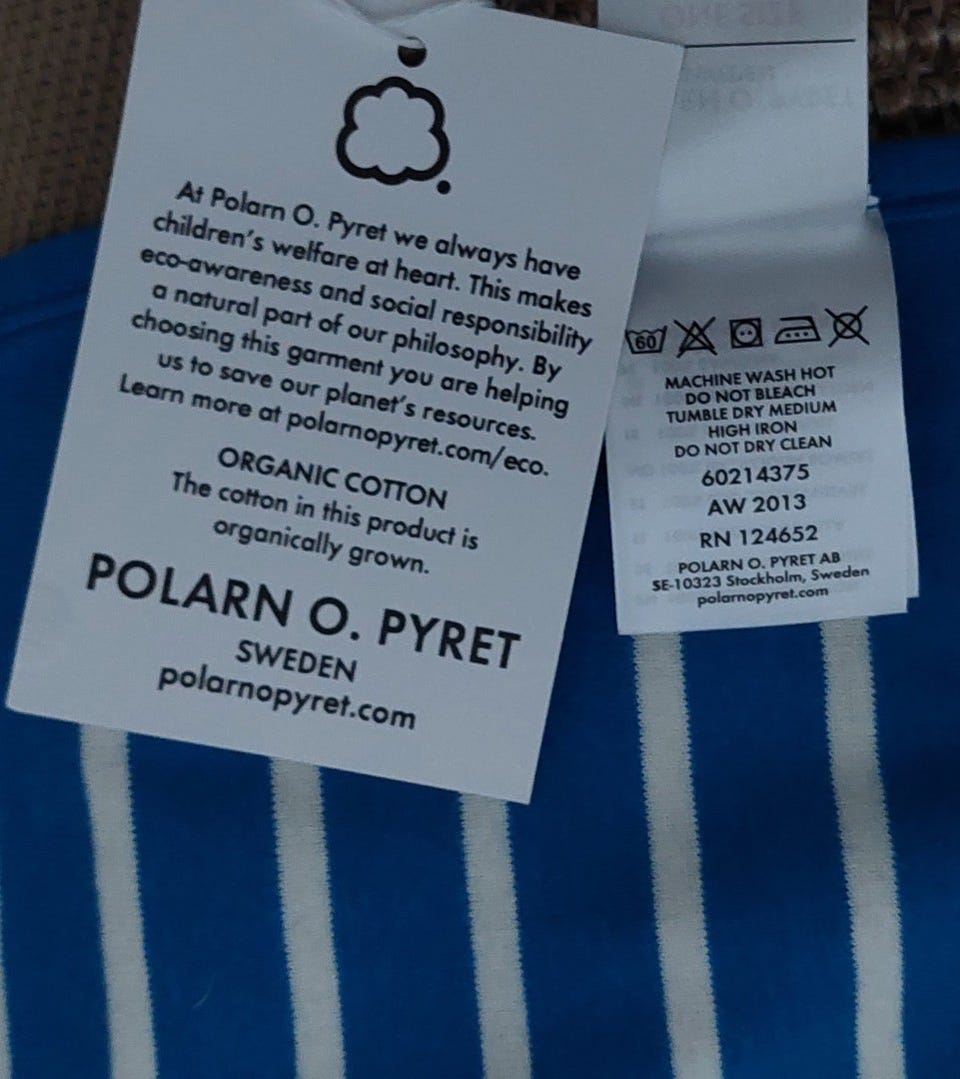 At Polarn O. Pyret we always have
children's welfare at heart. This makes
eco-awareness and social responsibility
a natural part of our philosophy. By
choosing this garment you are helping
us to save our planet's resources.
Learn more at polarnopyret.com/eco.
ORGANIC COTTON
The cotton in this product is
organically grown.
POLARN O. PYRET
SWEDEN
polarnopyret.com
ONE SIZE
60
MACHINE WASH HOT
DO NOT BLEACH
TUMBLE DRY MEDIUM
HIGH IRON
DO NOT DRY CLEAN
60214375
AW 2013
RN 124652
POLARN O. PYRET AB
SE-10323 Stockholm, Sweden
polarnopyret.com